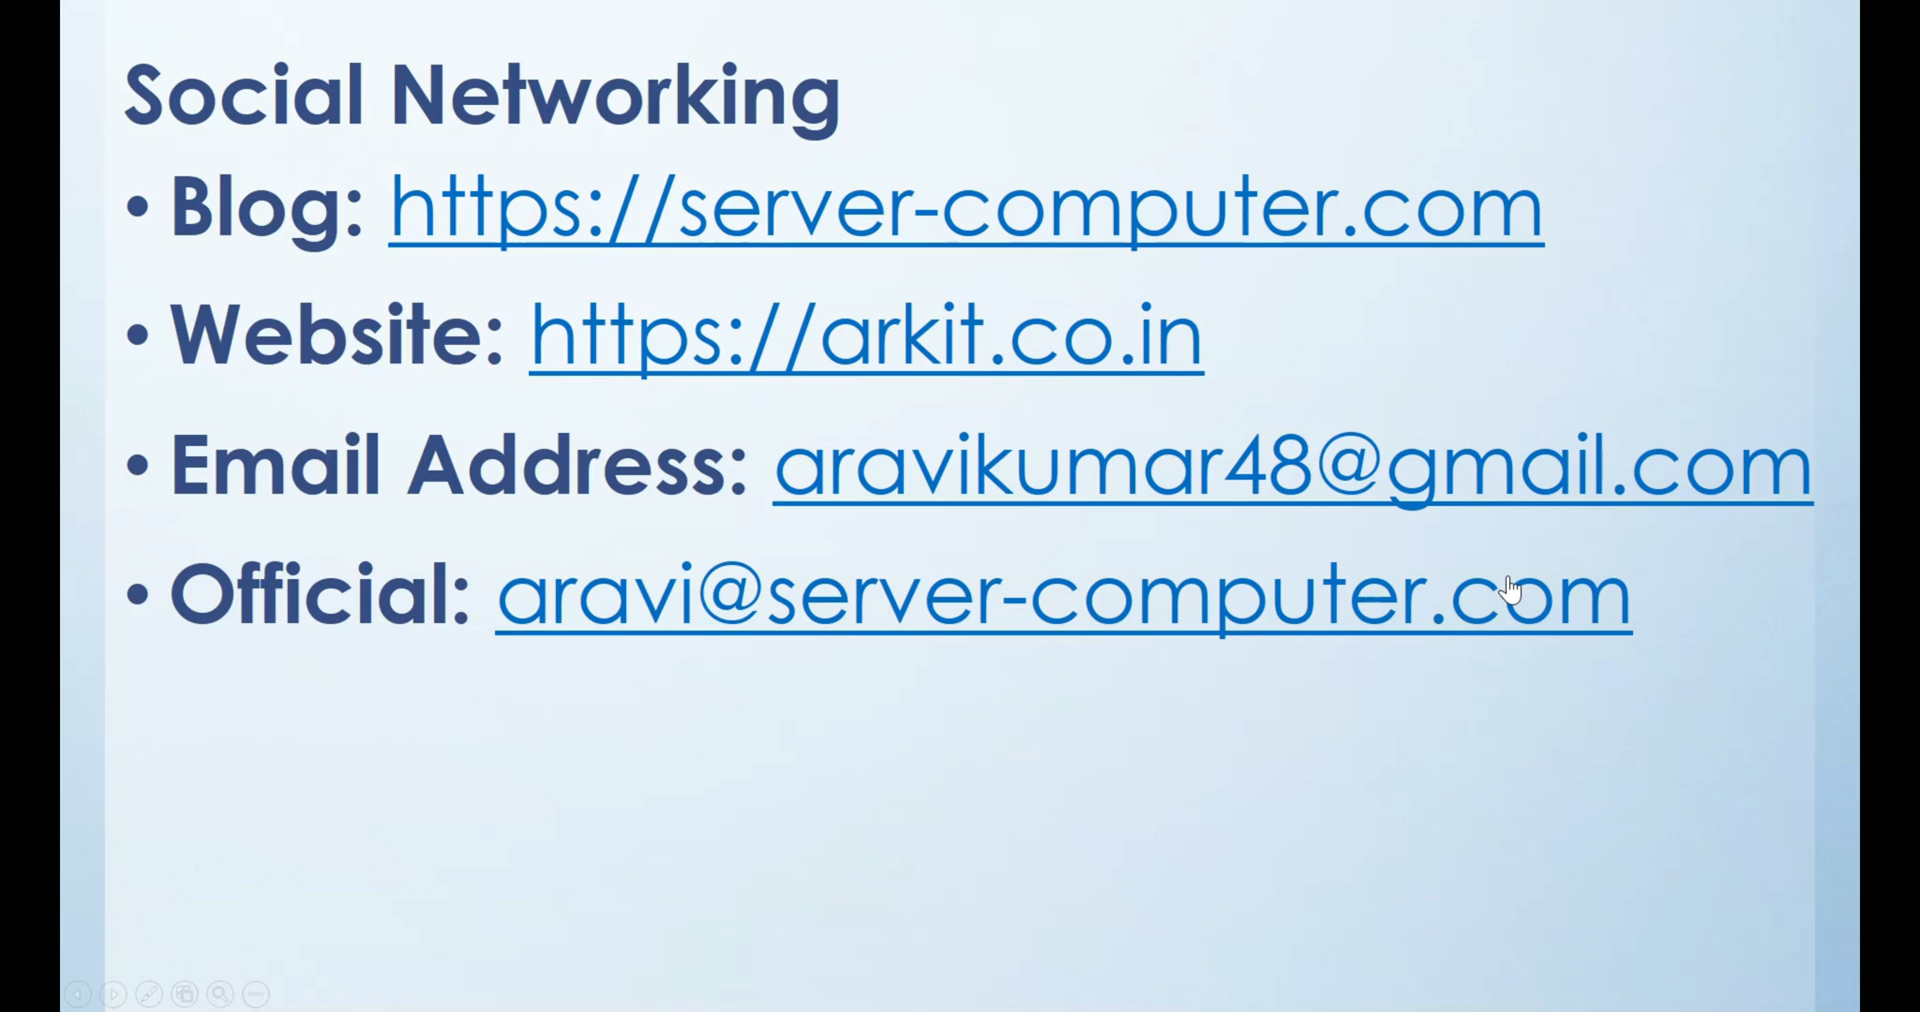 Social Networking
• Blog: https://server-computer.com
• Website: https://arkit.co.in
• Email Address: aravikumar48@gmail.com
• Official: aravi@server-computer.com